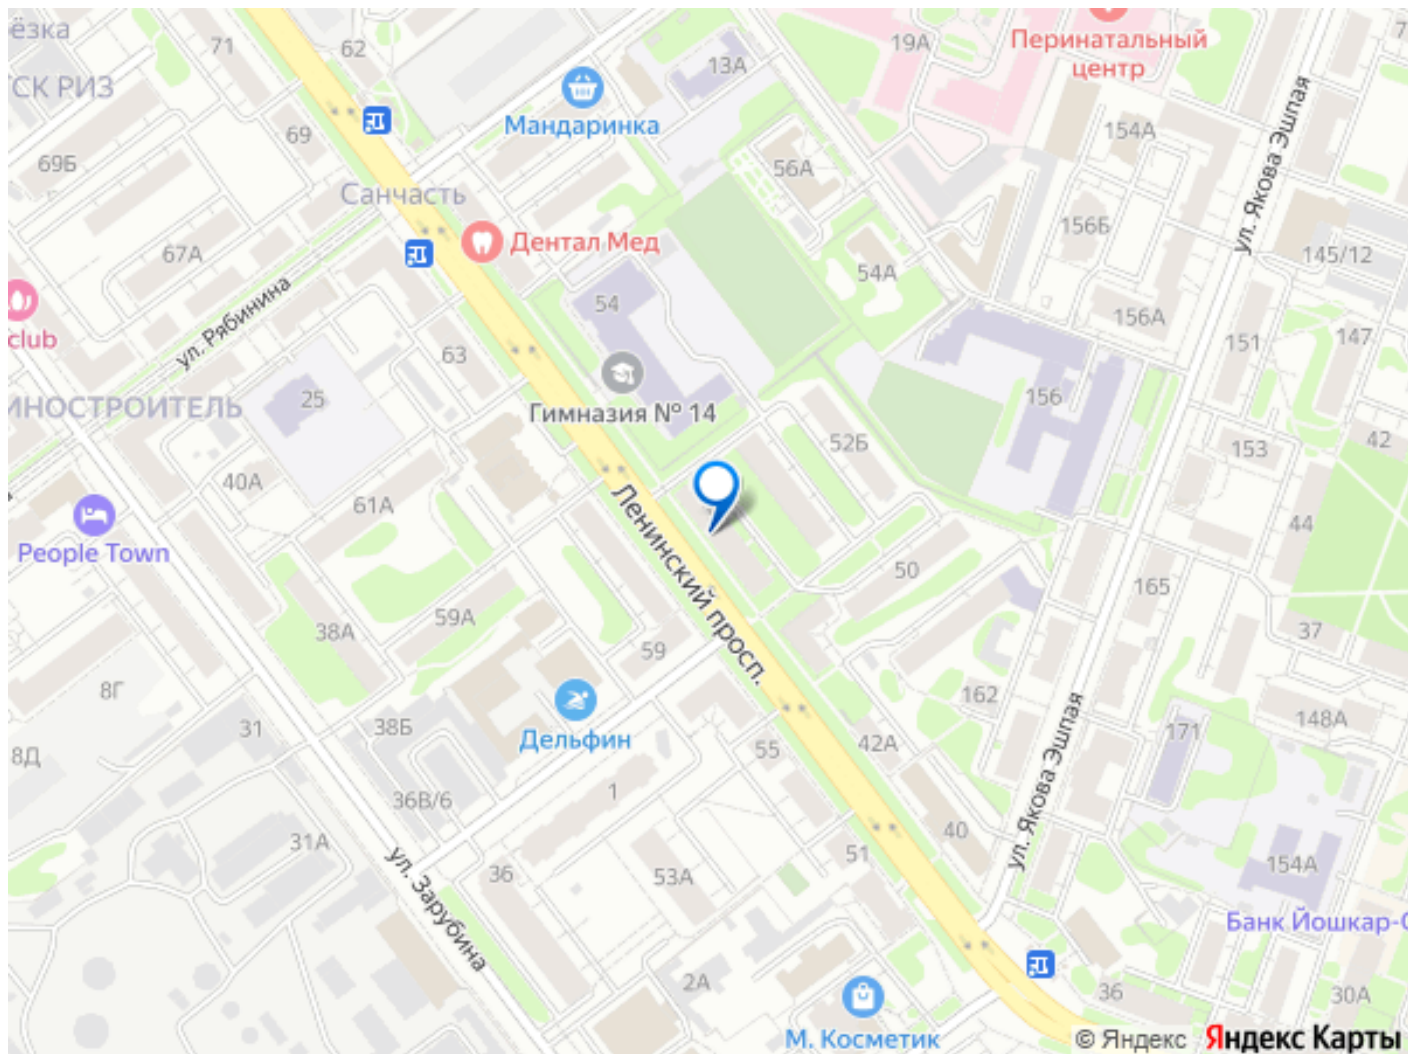 ёзка
71
62
19А
Перинатальный
центр
СК РИЗ
13А
Мандаринка
154А
69
69Б
56А
Санчасть
ул. Якова Эшпая
156Б
Дентал Мед
67А
145/12
54А
club
ул. Рябинина
54
156А
151
147
63
ИНОСТРОИТЕЛЬ
25
Гимназия № 14
156
52Б
153
42
40А
61А
People Town
Ленинский просп.
44
50
165
38А
59А
59
37
8Г
162
31
38Б
Дельфин
42А
171
148А
8Д
55
1
36В/6
ул. Якова Эшпая
31А
40
51
154А
36
53А
ул. Зарубина
Банк Йошкар-О
2А
36
30А
М. Косметик
© Яндекс
Яндекс Карты